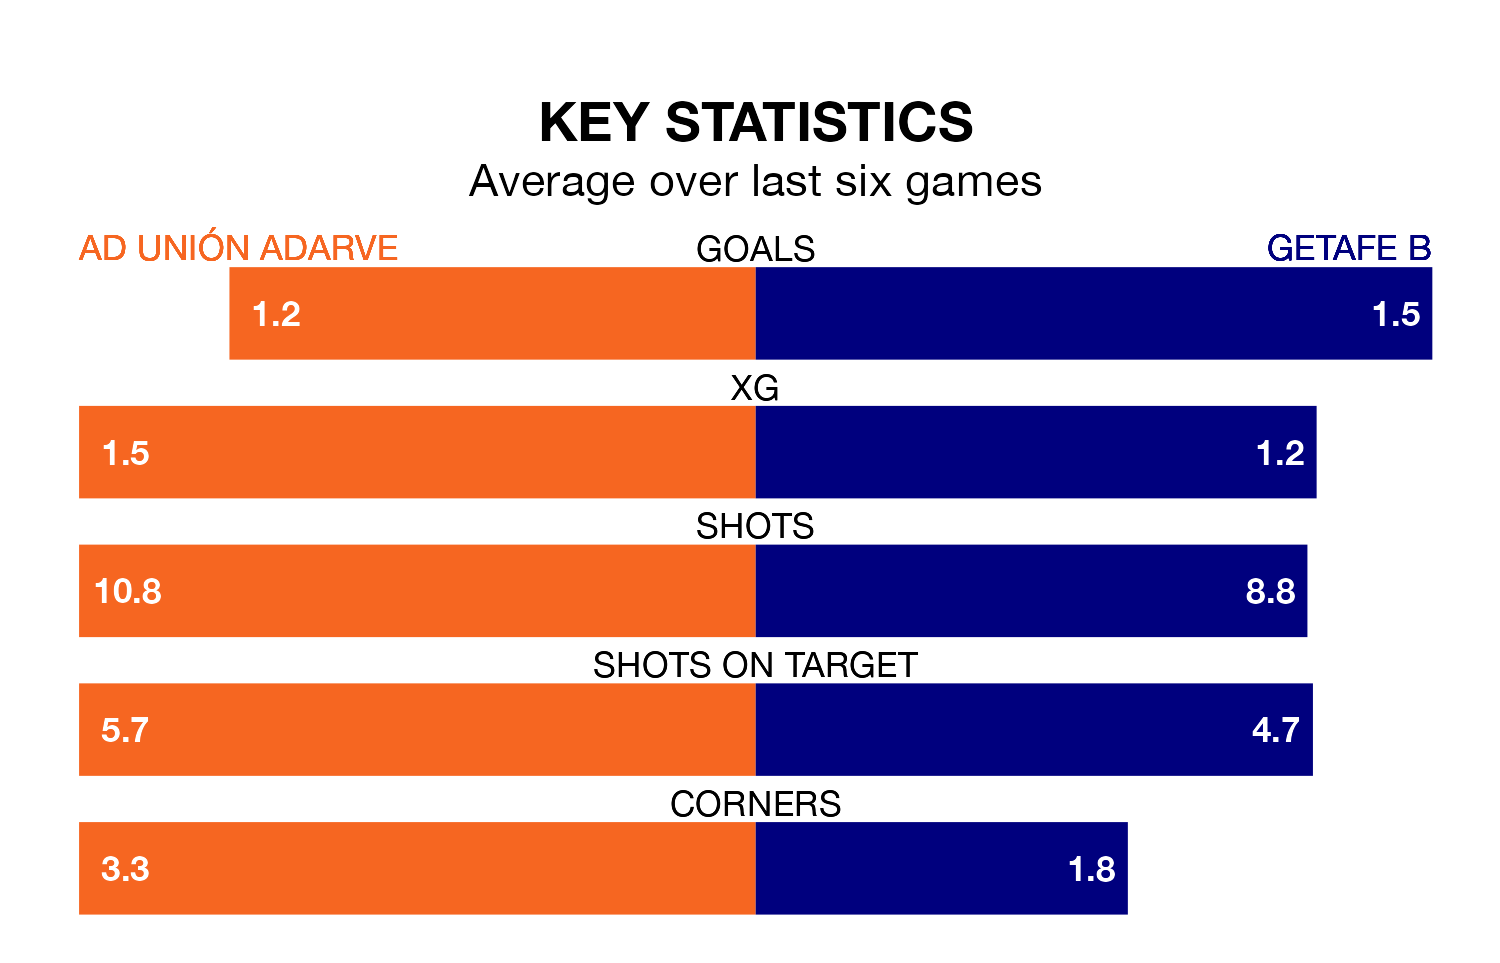 KEY STATISTICS
Average over last six games
AD UNIÓN ADARVE GOALS GETAFE B
1.2 1.5
XG
1.5 1.2
SHOTS
10.8 8.8
SHOTS ON TARGET
5.7 4.7
CORNERS
3.3 1.8